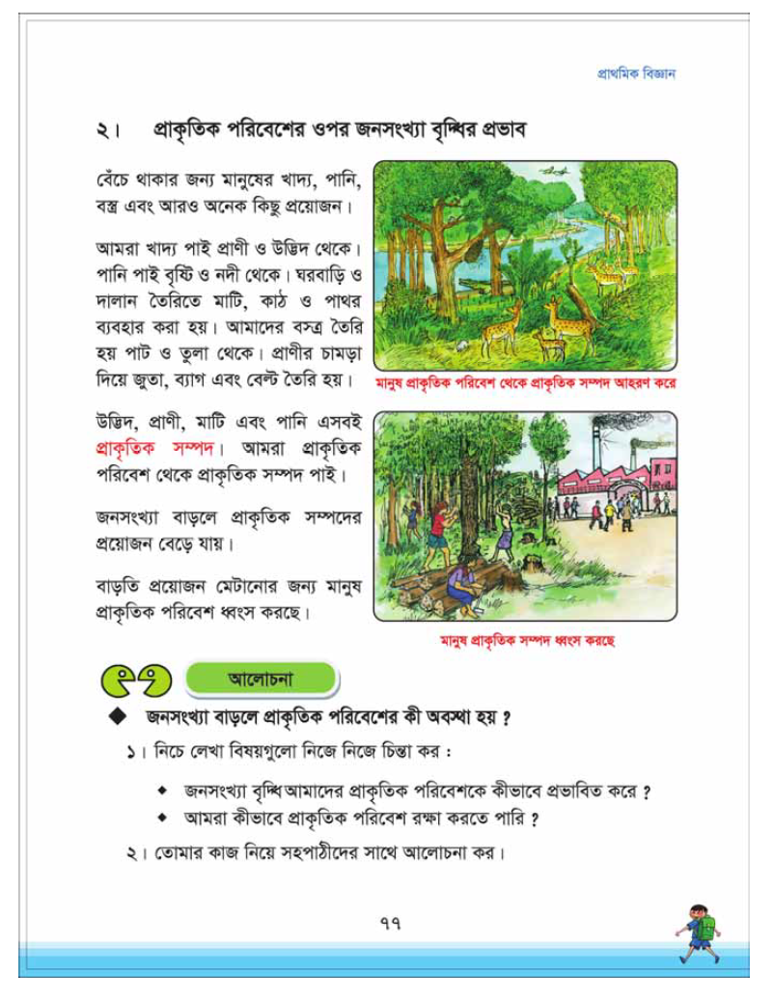 প্রাথমিক বিজ্ঞান
২। প্রাকৃতিক পরিবেশের ওপর জনসংখ্যা বৃদ্ধির প্রভাব
বেঁচে থাকার জন্য মানুষের খাদ্য, পানি,
বস্ত্র এবং আরও অনেক কিছু প্রয়োজন।
আমরা খাদ্য পাই প্রাণী ও উদ্ভিদ থেকে।
পানি পাই বৃষ্টি ও নদী থেকে। ঘরবাড়ি ও
দালান তৈরিতে মাটি, কাঠ ও পাথর
ব্যবহার করা হয়। আমাদের বস্ত্র তৈরি
হয় পাট ও তুলা থেকে। প্রাণীর চামড়া
দিয়ে জুতা, ব্যাগ এবং বেল্ট তৈরি হয়।
মানুষ প্রাকৃতিক পরিবেশ থেকে প্রাকৃতিক সম্পদ আহরণ করে
উদ্ভিদ, প্রাণী, মাটি এবং পানি এসবই
প্রাকৃতিক সম্পদ। আমরা প্রাকৃতিক
পরিবেশ থেকে প্রাকৃতিক সম্পদ পাই।
জনসংখ্যা বাড়লে প্রাকৃতিক সম্পদের
প্রয়োজন বেড়ে যায়।
বাড়তি প্রয়োজন মেটানোর জন্য মানুষ
প্রাকৃতিক পরিবেশ ধ্বংস করছে।
মানুষ প্রাকৃতিক সম্পদ ধ্বংস করছে
আলোচনা
◆ জনসংখ্যা বাড়লে প্রাকৃতিক পরিবেশের কী অবস্থা হয় ?
১। নিচে লেখা বিষয়গুলো নিজে নিজে চিন্তা কর :
◆ জনসংখ্যা বৃদ্ধি আমাদের প্রাকৃতিক পরিবেশকে কীভাবে প্রভাবিত করে ?
◆ আমরা কীভাবে প্রাকৃতিক পরিবেশ রক্ষা করতে পারি ?
২। তোমার কাজ নিয়ে সহপাঠীদের সাথে আলোচনা কর।
৭৭